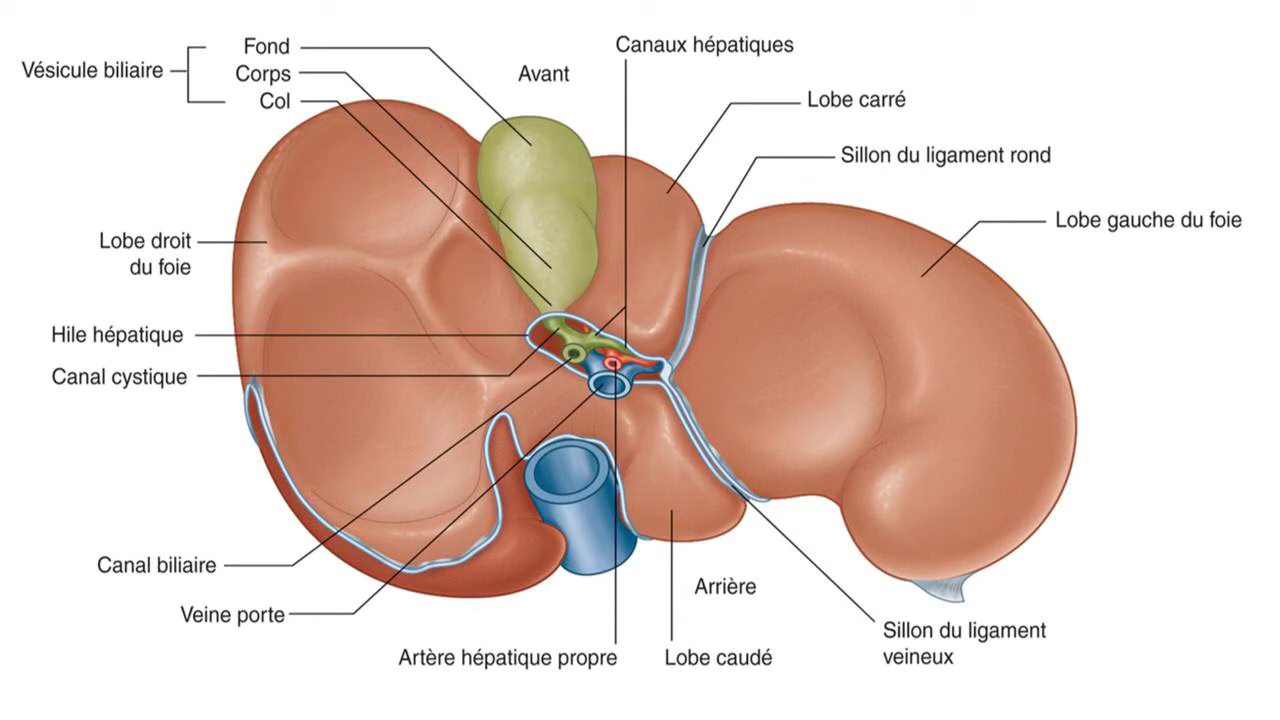 Fond
Canaux hépatiques
Vésicule biliaire
Corps
Avant
Col
Lobe carré
Sillon du ligament rond
Lobe gauche du foie
Lobe droit
du foie
Hile hépatique
Canal cystique
Canal biliaire
Arrière
Veine porte
Sillon du ligament
veineux
Artère hépatique propre
Lobe caudé